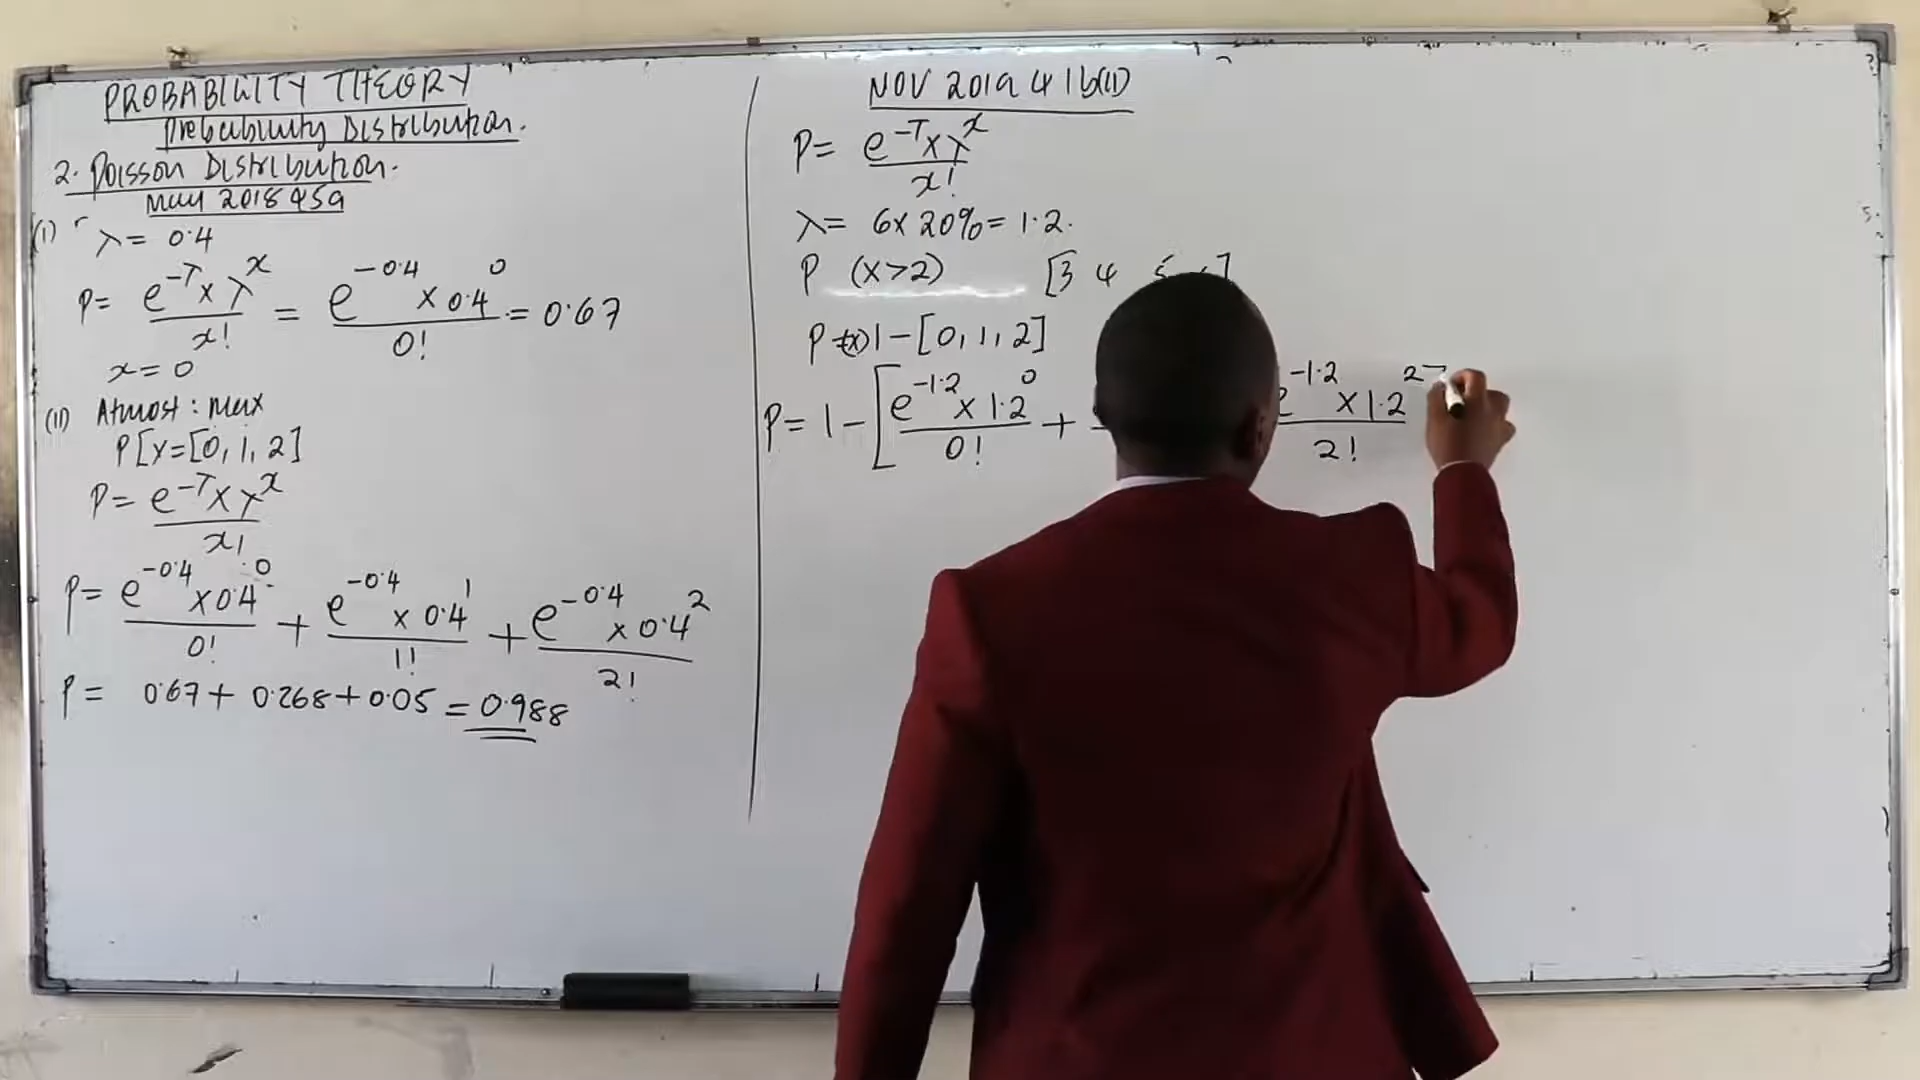 PROBABILITY THEORY
Probability Distribution.
2. Poisson Distribution.
May 2018 Q5a
(I) λ = 0.4
P = e^-T x λ^x / x! = e^-0.4 x 0.4^0 / 0! = 0.67
x = 0
(II) Atmost : max
P[x=[0, 1, 2]
P = e^-T x λ^x / x!
P = e^-0.4 x 0.4^0 / 0! + e^-0.4 x 0.4^1 / 1! + e^-0.4 x 0.4^2 / 2!
P = 0.67 + 0.268 + 0.05 = 0.988
NOV 2019 Q1b(II)
P = e^-T x λ^x / x!
λ = 6 x 20% = 1.2.
P (x>2) [3 4 5
P=(x) 1 - [0, 1, 2]
P = 1 - [e^-1.2 x 1.2^0 / 0! + e^-1.2 x 1.2^2 / 2!